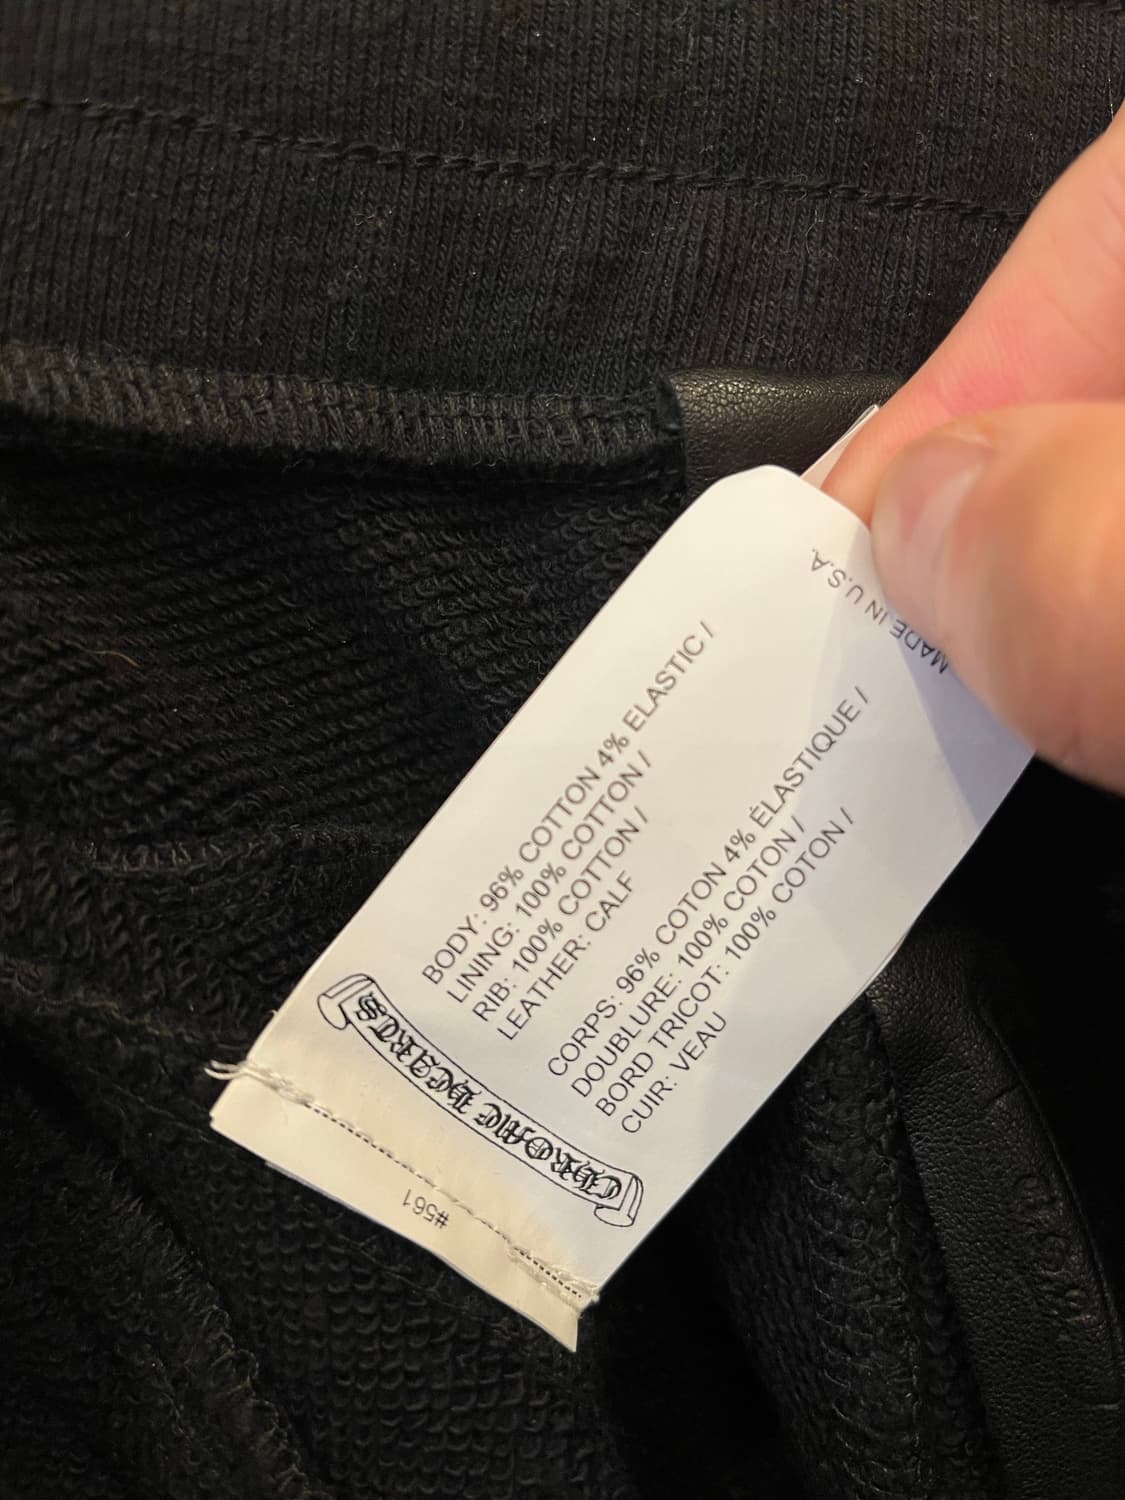 MADE IN U.S.A.
BODY: 96% COTTON 4% ELASTIC /
LINING: 100% COTTON /
RIB: 100% COTTON /
LEATHER: CALF
CORPS: 96% COTON 4% ÉLASTIQUE /
DOUBLURE: 100% COTON /
BORD TRICOT: 100% COTON /
CUIR: VEAU
CHROME HEARTS
#561